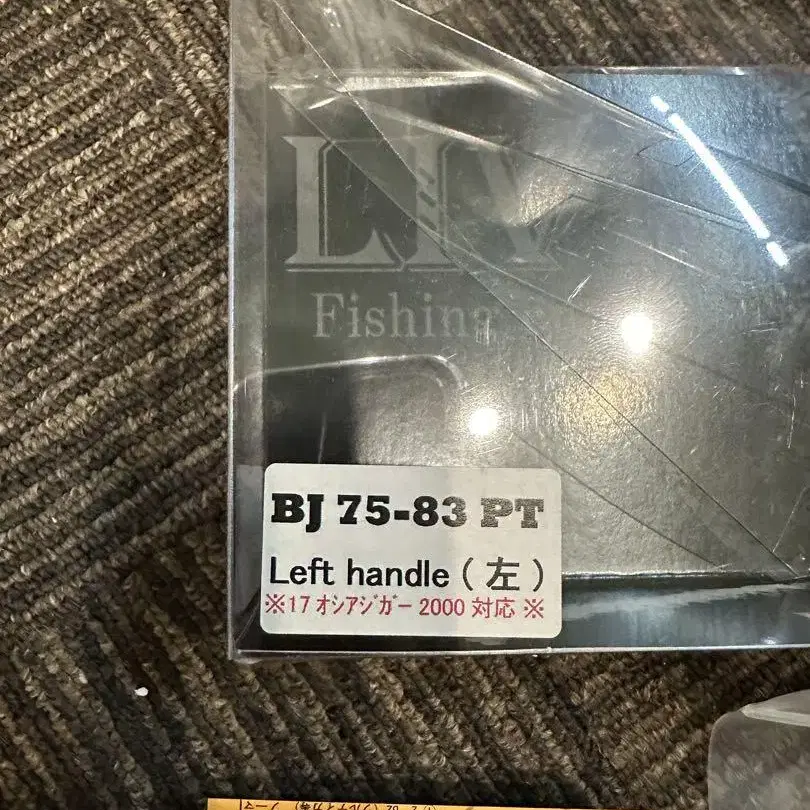 LIV
Fishing
BJ 75-83 PT
Left handle ( 左 )
※17 オシアジガー 2000 対応 ※